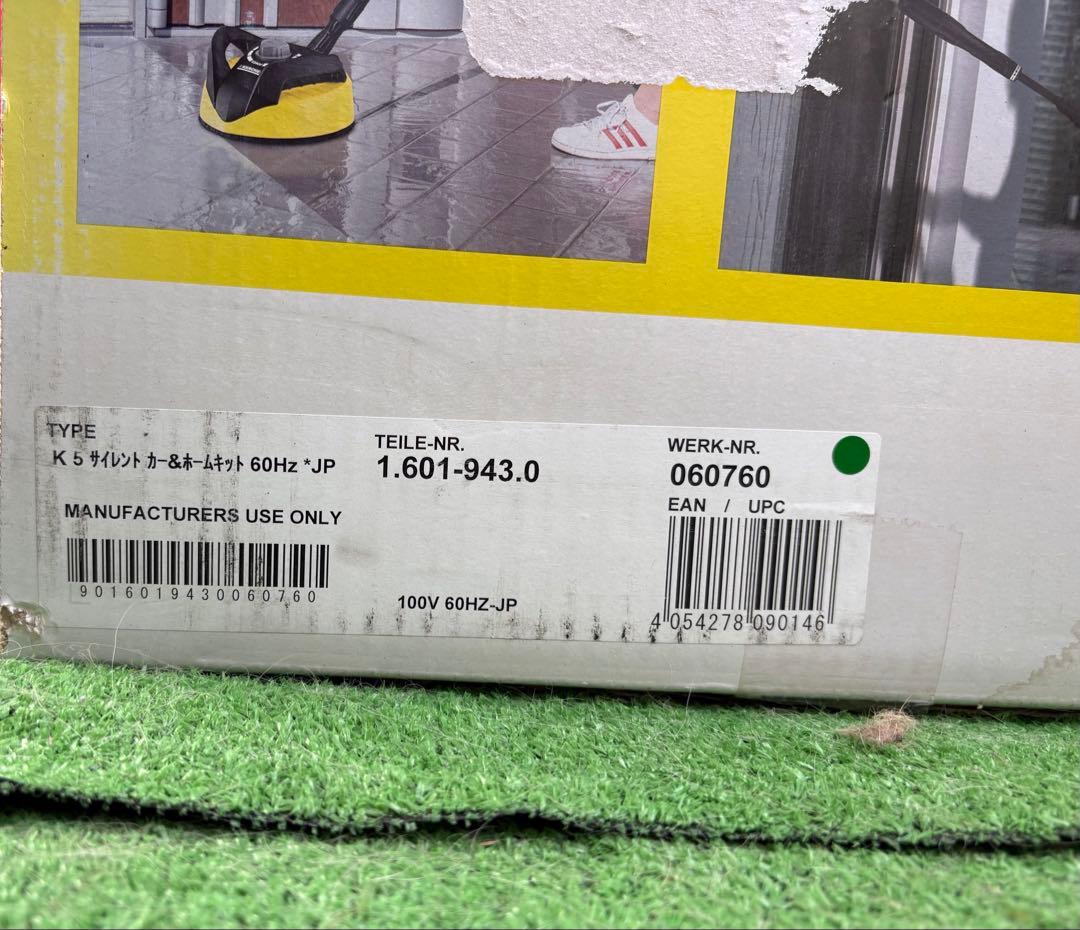 TYPE
K 5 ｻｲﾚﾝﾄ ｶｰ&ﾎｰﾑｷｯﾄ 60Hz *JP
TEILE-NR.
1.601-943.0
WERK-NR.
060760
MANUFACTURERS USE ONLY
9016019430060760
100V 60HZ-JP
EAN / UPC
4 054278 090146